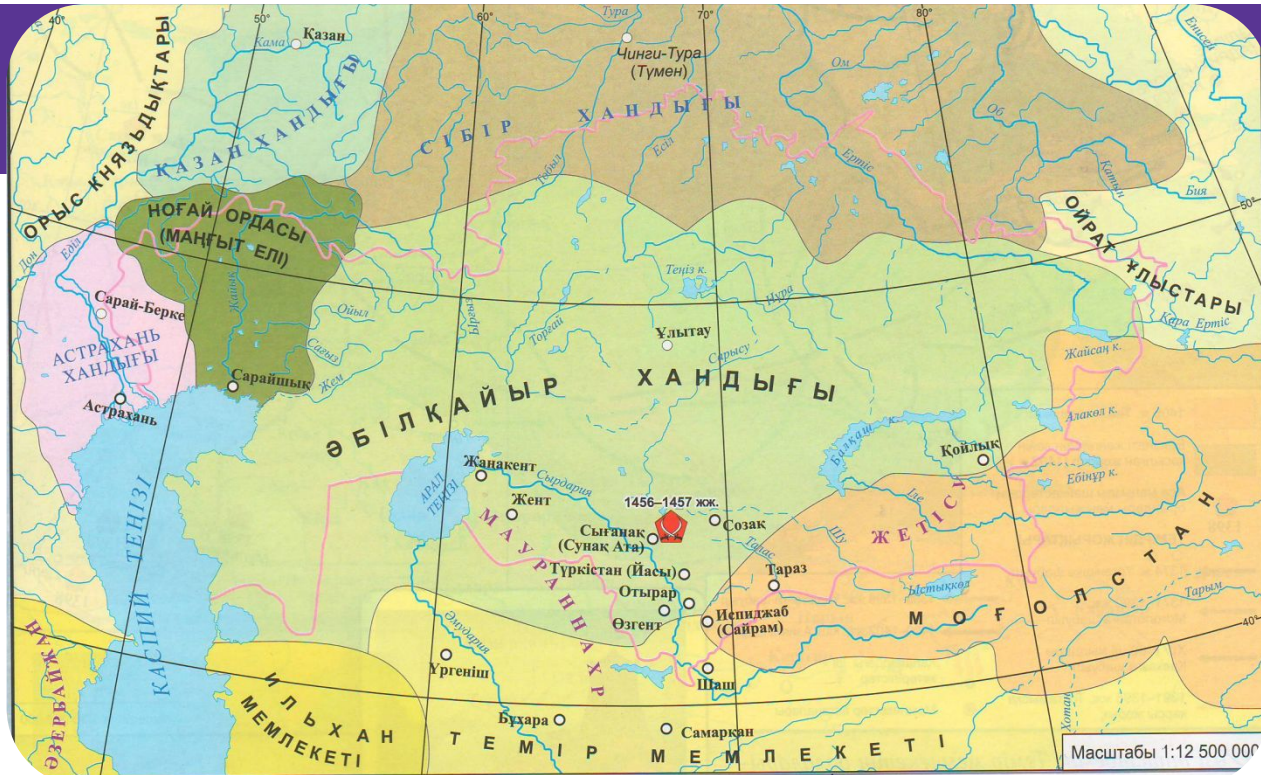 40°
50°
60°
70°
80°
Қазан
Кама
Тура
Чинги-Тура
(Түмен)
Ом
Об
Енисей
ОРЫС КНЯЗЬДЫҚТАРЫ
ҚАЗАН ХАНДЫҒЫ
СІБІР ХАНДЫҒЫ
Тобыл
Есіл
Ертіс
Қатын
Бия
50°
НОҒАЙ ОРДАСЫ
(МАҢҒЫТ ЕЛІ)
ОЙРАТ ҰЛЫСТАРЫ
Дон
Еділ
Жайық
Сарай-Берке
АСТРАХАНЬ
ХАНДЫҒЫ
Астрахань
Сарайшық
Ойыл
Сағыз
Жем
Ырғыз
Торғай
Теңіз к.
Нұра
Ұлытау
Сарысу
Қара Ертіс
Жайсаң к.
ӘБІЛҚАЙЫР ХАНДЫҒЫ
Балқаш к.
Алакөл к.
Қойлық
Ебінұр к.
Жанакент
АРАЛ
ТЕҢІЗІ
Сырдария
Жент
1456–1457 жж.
Созақ
Сығанақ
(Сунақ Ата)
Түркістан (Йасы)
Отырар
Өзгент
Талас
Шу
Іле
ЖЕТІСУ
Тараз
Испиджаб
(Сайрам)
Ыстықкөл
МОҒОЛСТАН
Тарым
40°
МАУРАННАХР
КАСПИЙ ТЕҢІЗІ
ӘЗЕРБАЙЖАН
Әмудария
Үргеніш
Шаш
ИЛЬХАН
МЕМЛЕКЕТІ
Бұхара
Самарқан
ТЕМІР МЕМЛЕКЕТІ
Хотан
Масштабы 1:12 500 000